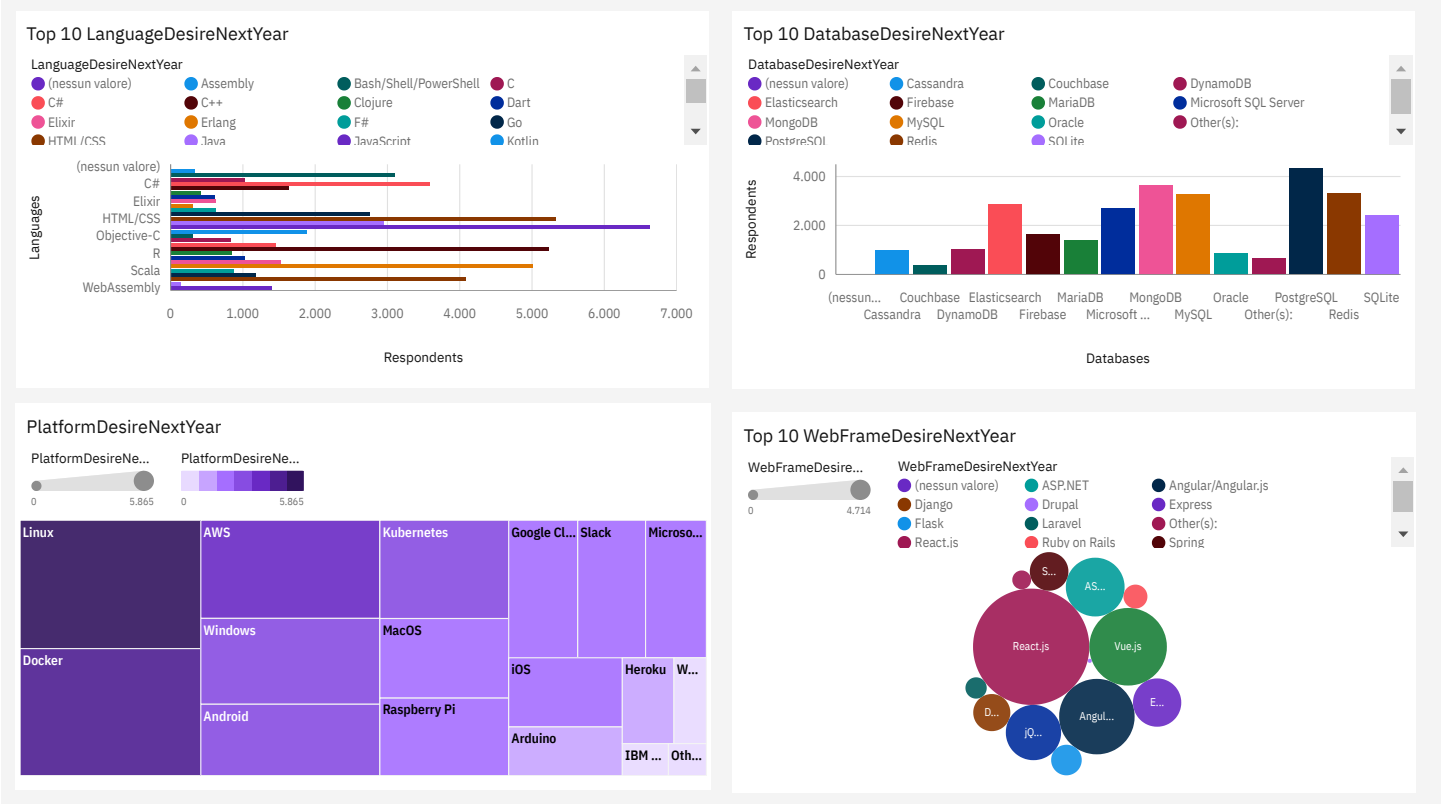 Top 10 LanguageDesireNextYear
LanguageDesireNextYear
(nessun valore) Assembly Bash/Shell/PowerShell C
C# C++ Clojure Dart
Elixir Erlang F# Go
HTML/CSS Java JavaScript Kotlin
Languages
(nessun valore)
C#
Elixir
HTML/CSS
Objective-C
R
Scala
WebAssembly
0 1.000 2.000 3.000 4.000 5.000 6.000 7.000
Respondents
Top 10 DatabaseDesireNextYear
DatabaseDesireNextYear
(nessun valore) Cassandra Couchbase DynamoDB
Elasticsearch Firebase MariaDB Microsoft SQL Server
MongoDB MySQL Oracle Other(s):
PostgreSQL Redis SQLite
Respondents
4.000
2.000
0
(nessun... Couchbase Elasticsearch MariaDB MongoDB Oracle PostgreSQL SQLite
Cassandra DynamoDB Firebase Microsoft ... MySQL Other(s): Redis
Databases
PlatformDesireNextYear
PlatformDesireNe... PlatformDesireNe...
0 5.865 0 5.865
Linux AWS Kubernetes Google Cl... Slack Microso...
Windows MacOS
Docker iOS Heroku W...
Android Raspberry Pi
Arduino IBM ... Oth...
Top 10 WebFrameDesireNextYear
WebFrameDesire...
0 4.714
WebFrameDesireNextYear
(nessun valore) ASP.NET Angular/Angular.js
Django Drupal Express
Flask Laravel Other(s):
React.js Ruby on Rails Spring
S...
AS...
React.js Vue.js
E...
D... Angul...
jQ...